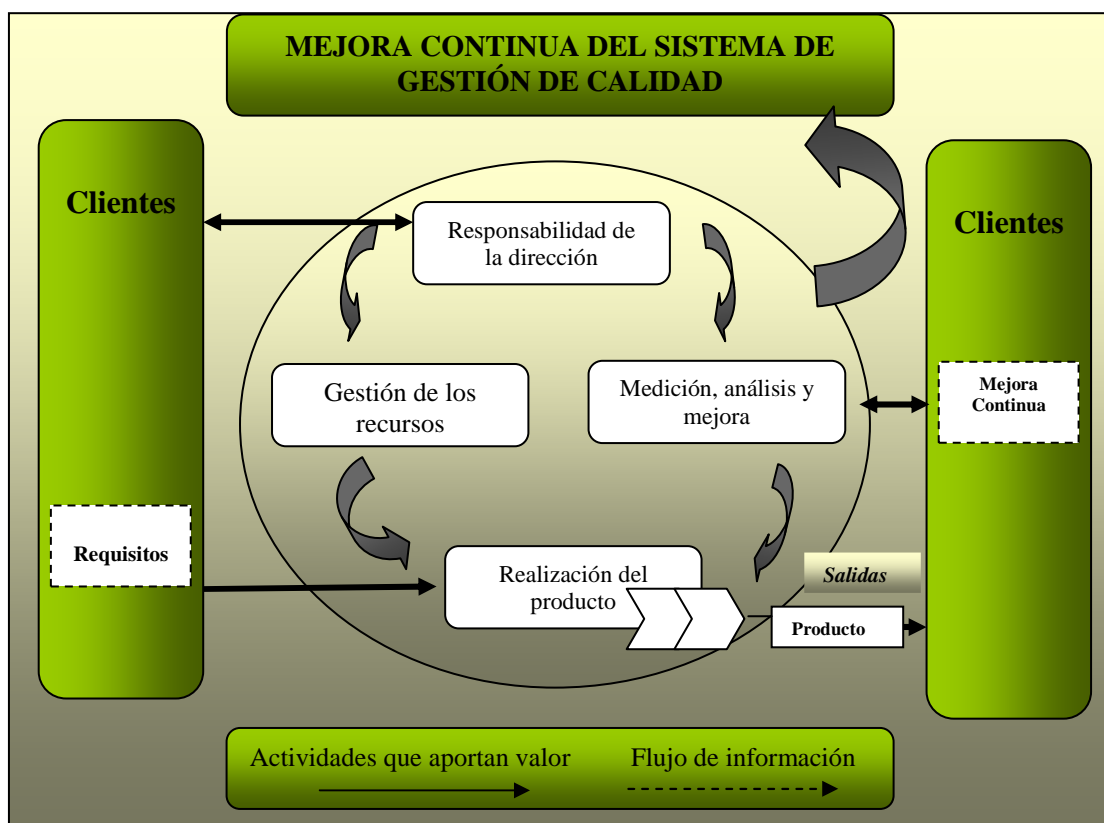 MEJORA CONTINUA DEL SISTEMA DE
GESTIÓN DE CALIDAD
Clientes
Responsabilidad de
la dirección
Clientes
Gestión de los
recursos
Medición, análisis y
mejora
Mejora
Continua
Requisitos
Realización del
producto
Salidas
Producto
Actividades que aportan valor
Flujo de información